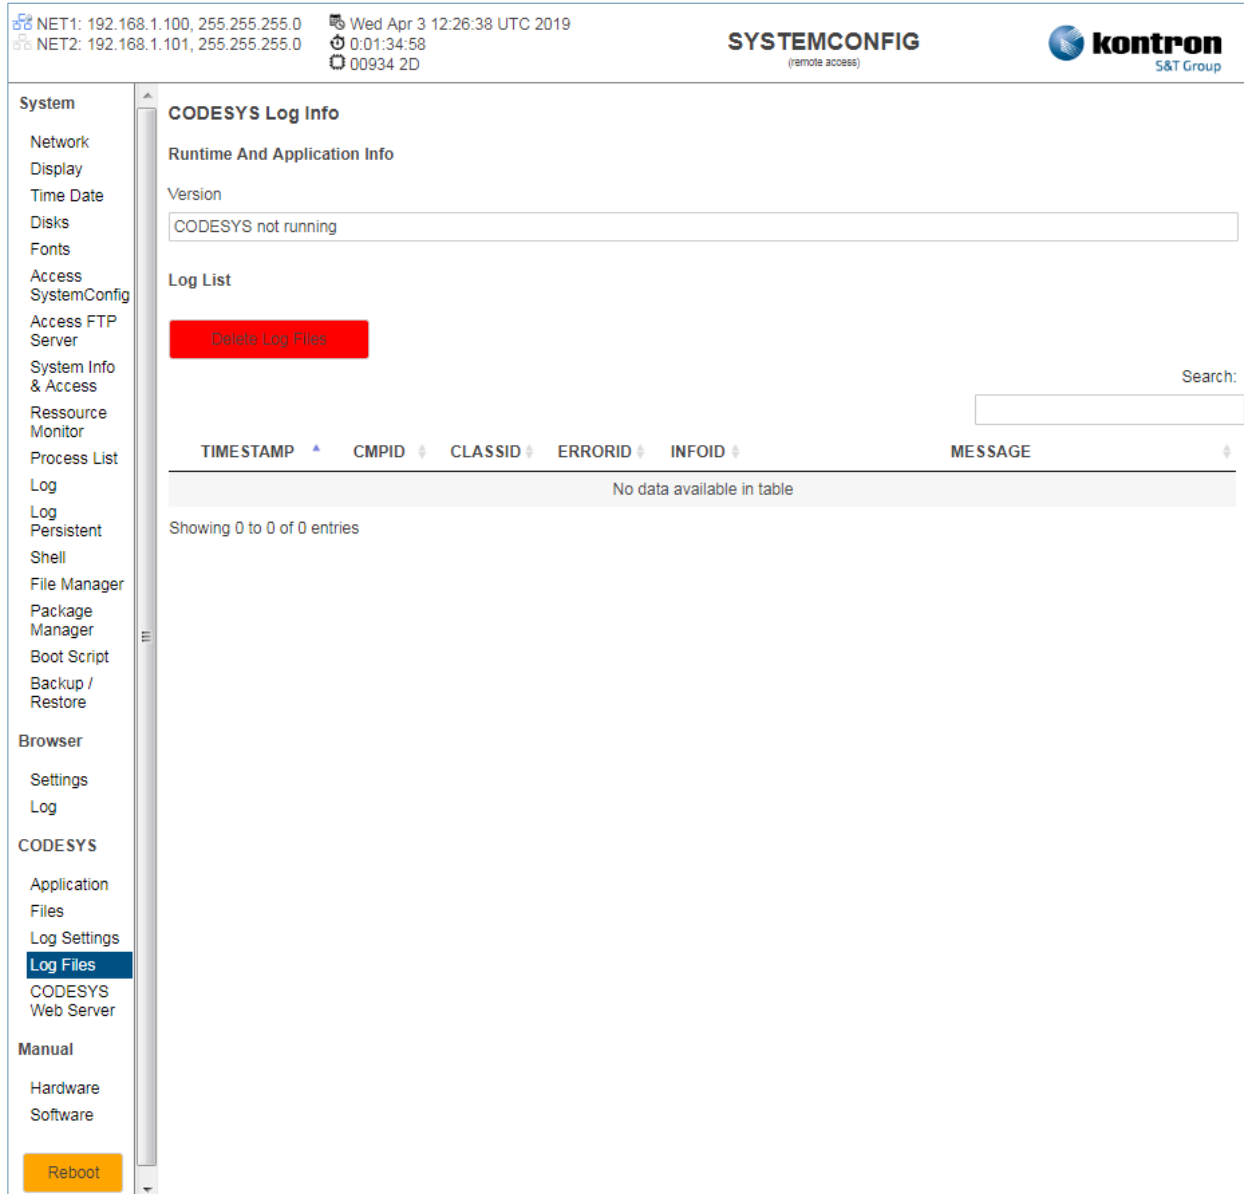 NET1: 192.168.1.100, 255.255.255.0
NET2: 192.168.1.101, 255.255.255.0
Wed Apr 3 12:26:38 UTC 2019
0:01:34:58
00934 2D
SYSTEMCONFIG
(remote access)
kontron
S&T Group
System
Network
Display
Time Date
Disks
Fonts
Access
SystemConfig
Access FTP
Server
System Info
& Access
Ressource
Monitor
Process List
Log
Log
Persistent
Shell
File Manager
Package
Manager
Boot Script
Backup /
Restore
Browser
Settings
Log
CODESYS
Application
Files
Log Settings
Log Files
CODESYS
Web Server
Manual
Hardware
Software
Reboot
CODESYS Log Info
Runtime And Application Info
Version
CODESYS not running
Log List
Delete Log Files
Search:
TIMESTAMP CMPID CLASSID ERRORID INFOID MESSAGE
No data available in table
Showing 0 to 0 of 0 entries